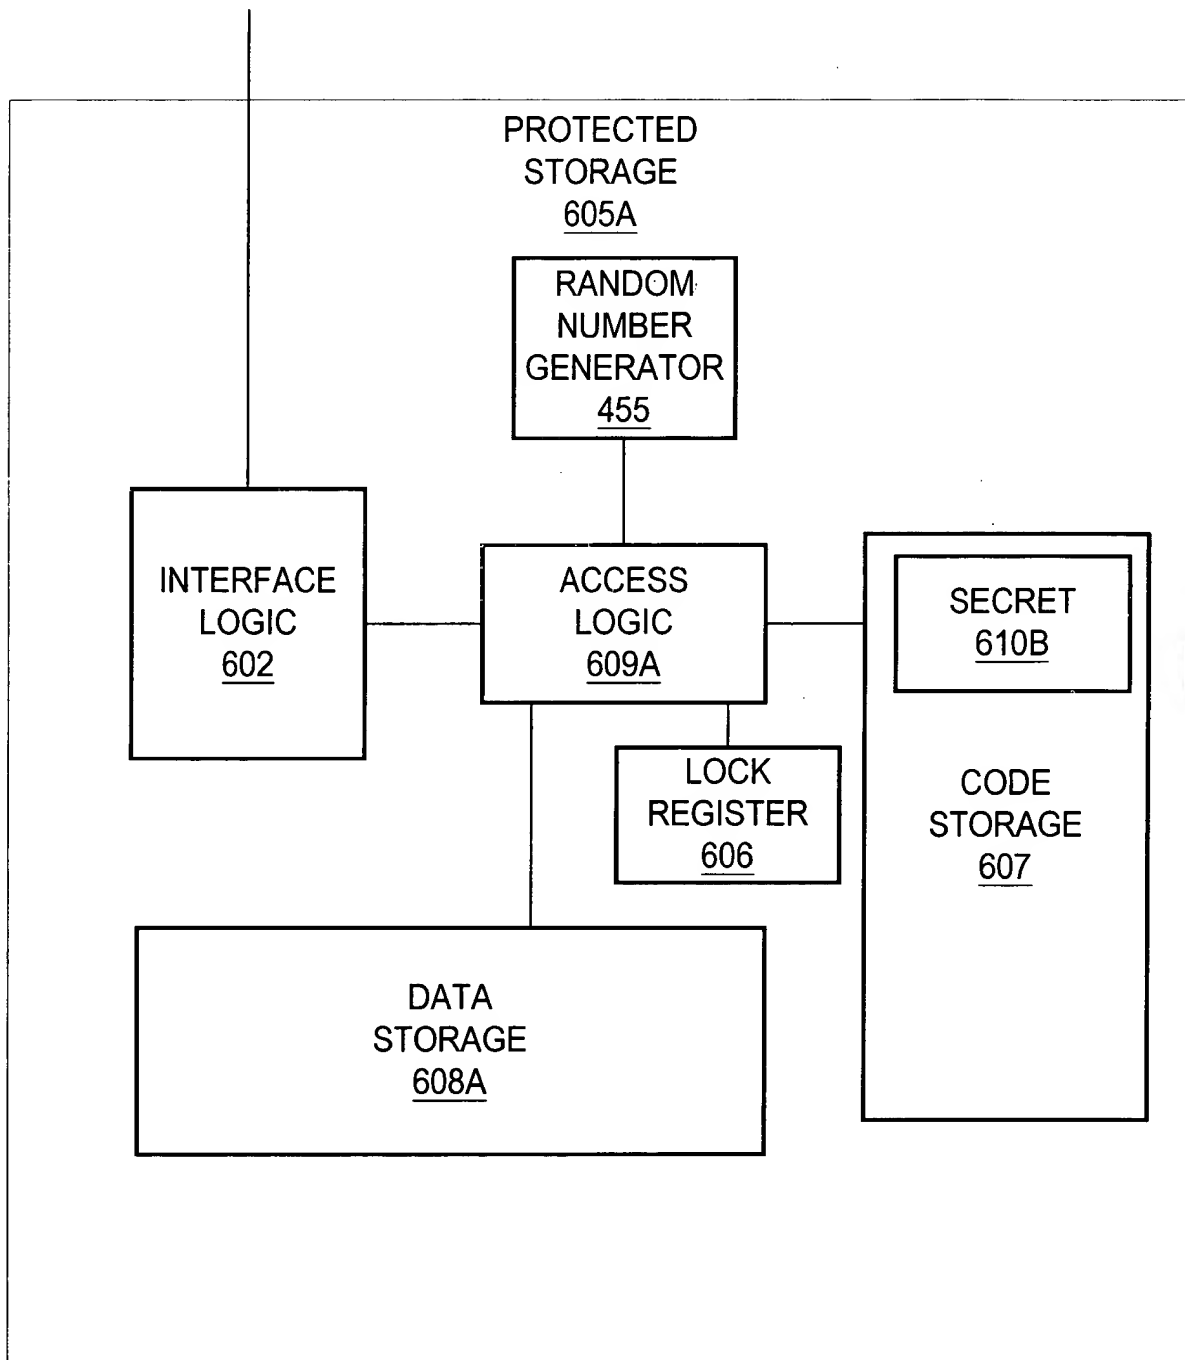 PROTECTED
STORAGE
605A
RANDOM
NUMBER
GENERATOR
455
INTERFACE
LOGIC
602
ACCESS
LOGIC
609A
SECRET
610B
LOCK
REGISTER
606
CODE
STORAGE
607
DATA
STORAGE
608A